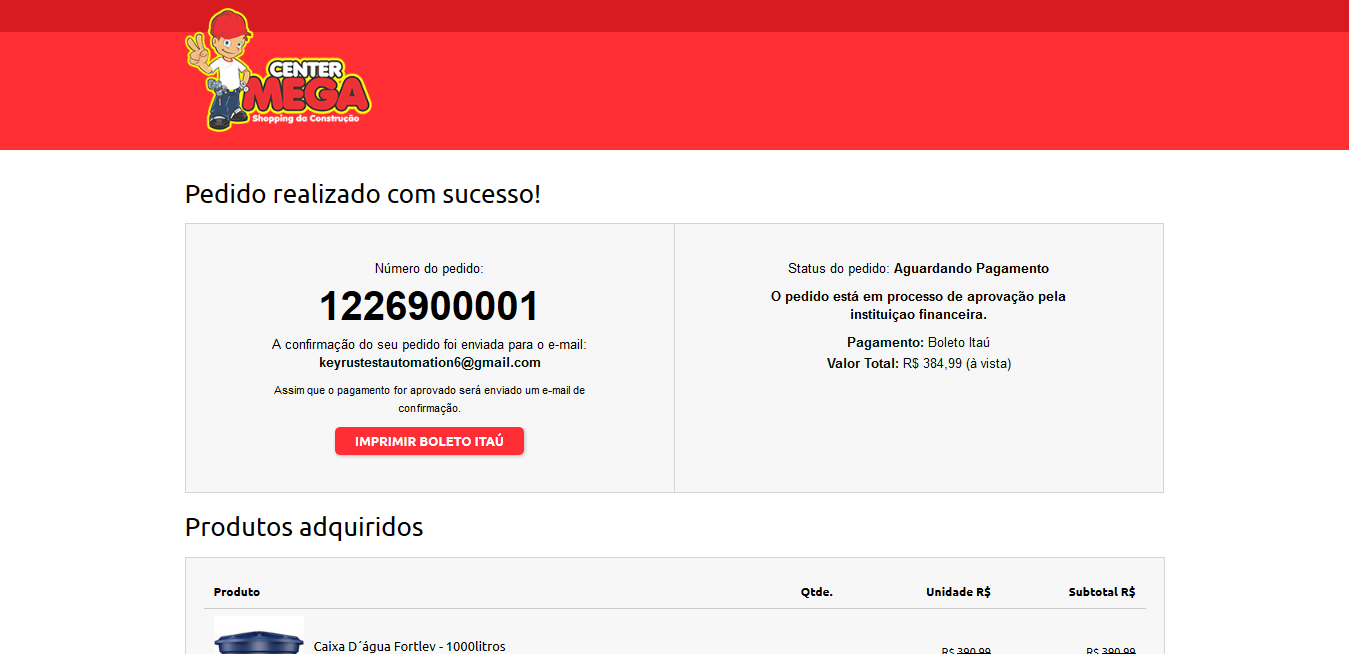 CENTER
MEGA
Shopping da Construção
Pedido realizado com sucesso!
Número do pedido:
1226900001
A confirmação do seu pedido foi enviada para o e-mail:
keyrustestautomation6@gmail.com
Assim que o pagamento for aprovado será enviado um e-mail de
confirmação.
IMPRIMIR BOLETO ITAÚ
Status do pedido: Aguardando Pagamento
O pedido está em processo de aprovação pela
instituiçao financeira.
Pagamento: Boleto Itaú
Valor Total: R$ 384,99 (à vista)
Produtos adquiridos
Produto Qtde. Unidade R$ Subtotal R$
Caixa D´água Fortlev - 1000litros
R$ 390,99 R$ 390,99